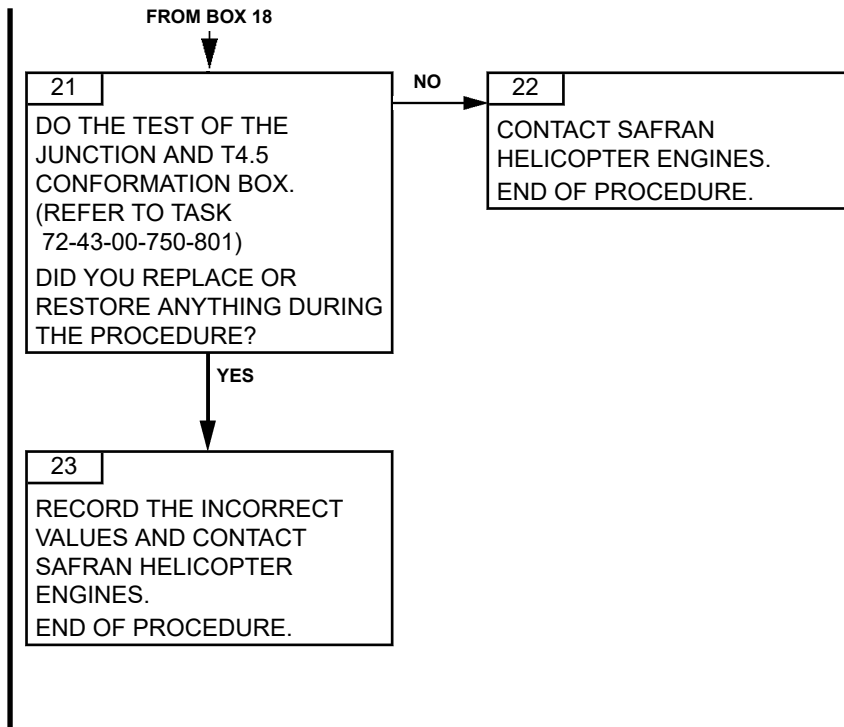 FROM BOX 18
21
DO THE TEST OF THE
JUNCTION AND T4.5
CONFORMATION BOX.
(REFER TO TASK
72-43-00-750-801)
DID YOU REPLACE OR
RESTORE ANYTHING DURING
THE PROCEDURE?
NO
22
CONTACT SAFRAN
HELICOPTER ENGINES.
END OF PROCEDURE.
YES
23
RECORD THE INCORRECT
VALUES AND CONTACT
SAFRAN HELICOPTER
ENGINES.
END OF PROCEDURE.